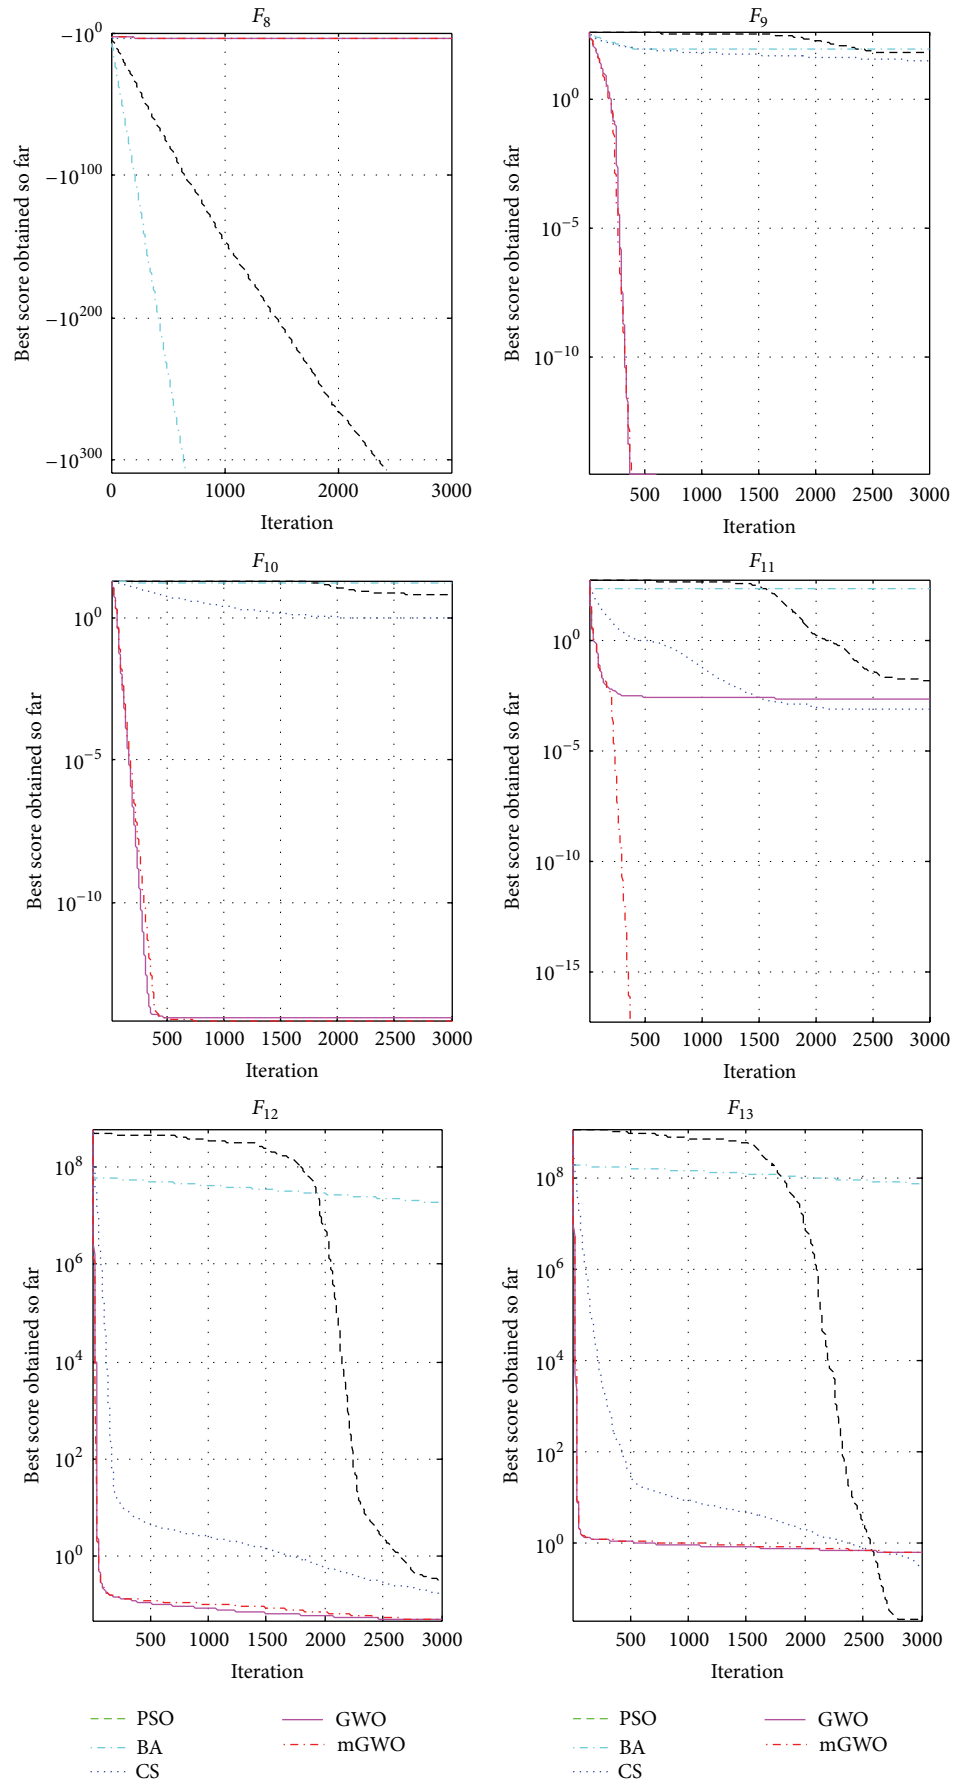 F8
−10^0
−10^100
−10^200
−10^300
Best score obtained so far
0 1000 2000 3000
Iteration
F9
10^0
10^−5
10^−10
Best score obtained so far
500 1000 1500 2000 2500 3000
Iteration
F10
10^0
10^−5
10^−10
Best score obtained so far
500 1000 1500 2000 2500 3000
Iteration
F11
10^0
10^−5
10^−10
10^−15
Best score obtained so far
500 1000 1500 2000 2500 3000
Iteration
F12
10^8
10^6
10^4
10^2
10^0
Best score obtained so far
500 1000 1500 2000 2500 3000
Iteration
F13
10^8
10^6
10^4
10^2
10^0
Best score obtained so far
500 1000 1500 2000 2500 3000
Iteration
PSO
BA
CS
GWO
mGWO
PSO
BA
CS
GWO
mGWO